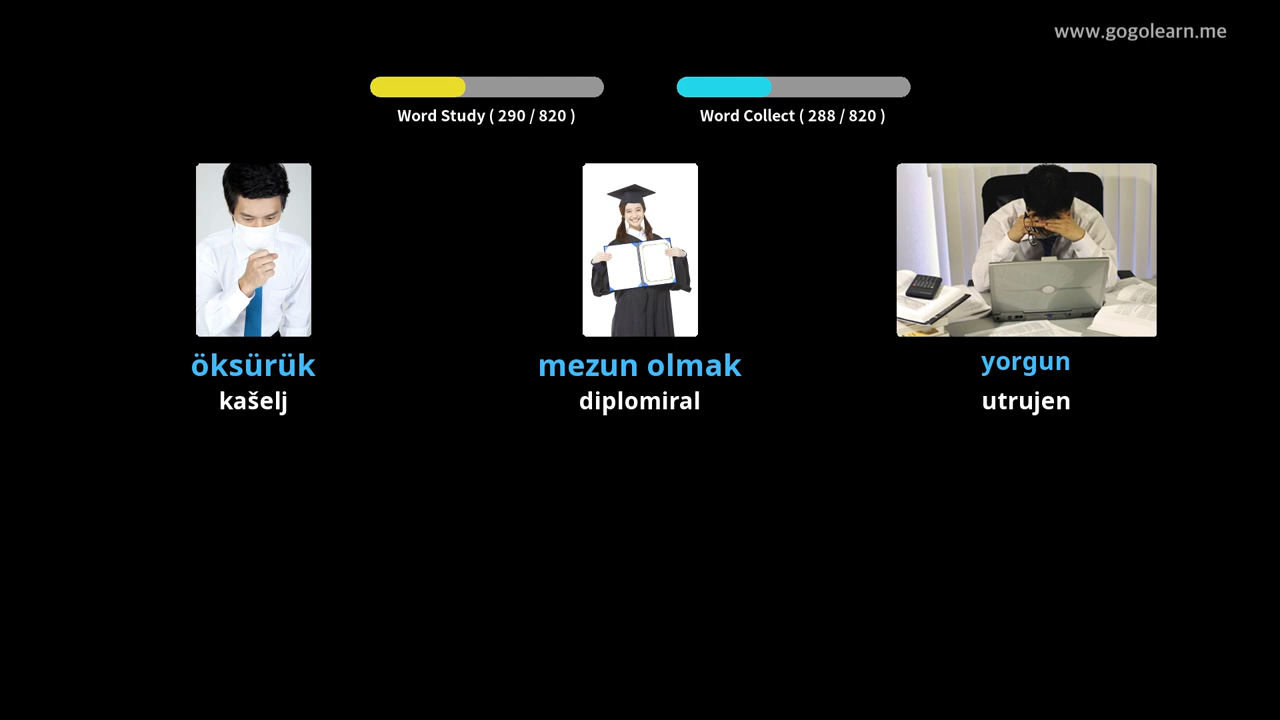 www.gogolearn.me
Word Study ( 290 / 820 )
Word Collect ( 288 / 820 )
öksürük
kašelj
mezun olmak
diplomiral
yorgun
utrujen